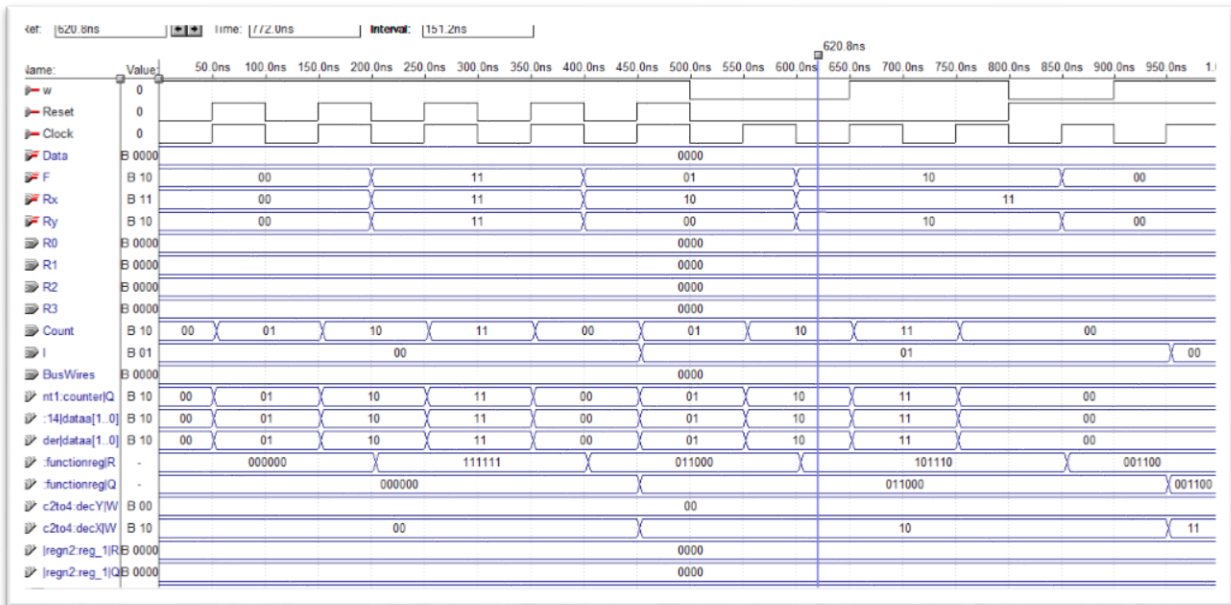 Ref: 620.8ns Time: 772.0ns Interval: 151.2ns
620.8ns
Name: Value: 50.0ns 100.0ns 150.0ns 200.0ns 250.0ns 300.0ns 350.0ns 400.0ns 450.0ns 500.0ns 550.0ns 600.0ns 650.0ns 700.0ns 750.0ns 800.0ns 850.0ns 900.0ns 950.0ns 1.
w 0
Reset 0
Clock 0
Data B 0000 0000
F B 10 00 11 01 10 00
Rx B 11 00 11 10 11
Ry B 10 00 11 00 10 00
R0 B 0000 0000
R1 B 0000 0000
R2 B 0000 0000
R3 B 0000 0000
Count B 10 00 01 10 11 00 01 10 11 00
I B 01 00 01 00
BusWires B 0000 0000
nt1:counter|Q B 10 00 01 10 11 00 01 10 11 00
:14|dataa[1..0] B 10 00 01 10 11 00 01 10 11 00
der|dataa[1..0] B 10 00 01 10 11 00 01 10 11 00
:functionreg|R - 000000 111111 011000 101110 001100
:functionreg|Q - 000000 011000 001100
c2to4:decY|W B 00 00
c2to4:decX|W B 10 00 10 11
|regn2:reg_1|R B 0000 0000
|regn2:reg_1|Q B 0000 0000